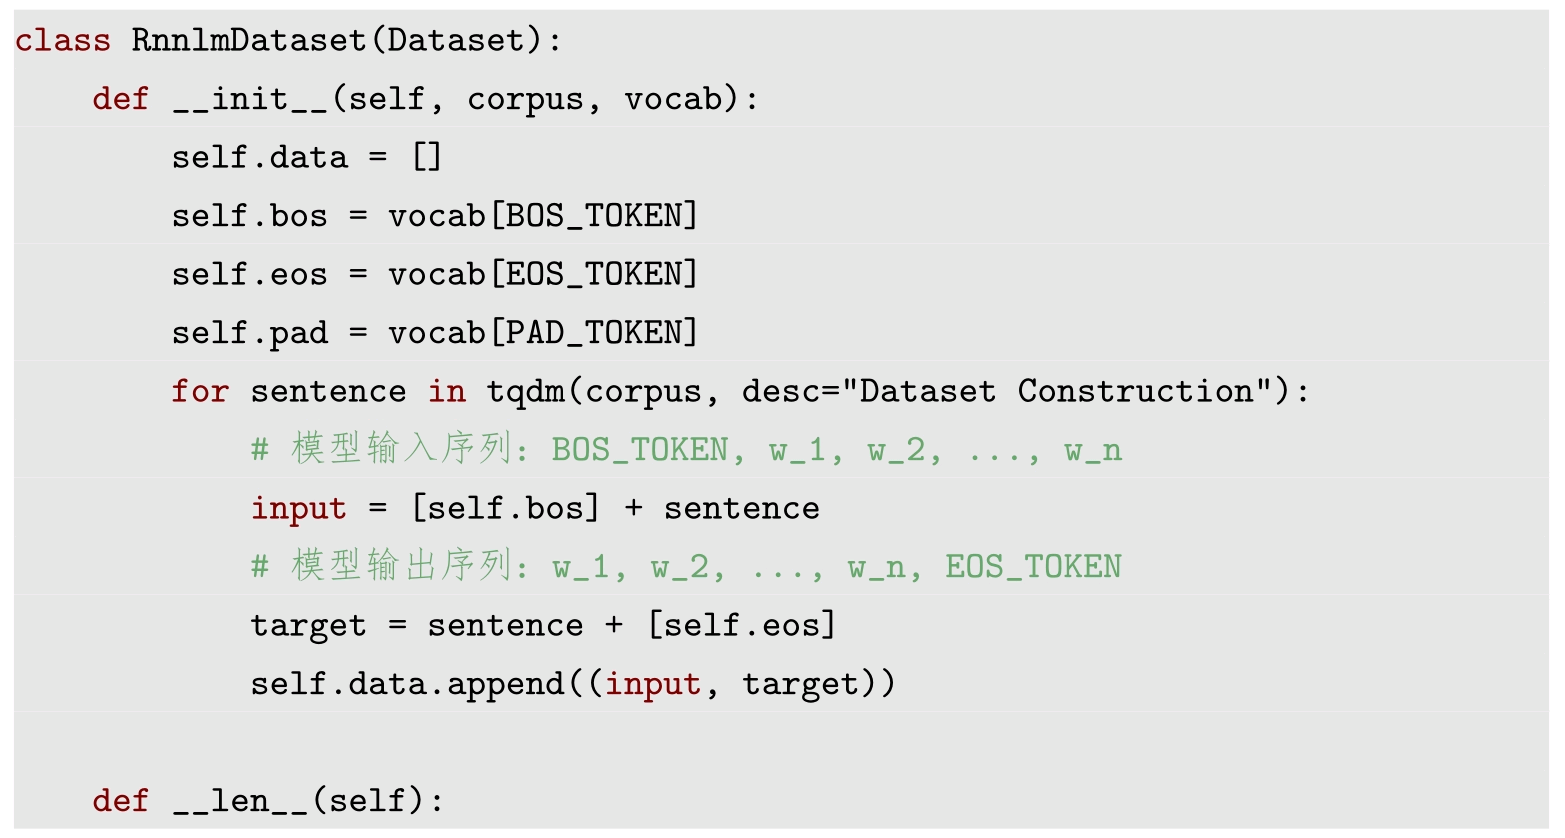 class RnnlmDataset(Dataset):
    def __init__(self, corpus, vocab):
        self.data = []
        self.bos = vocab[BOS_TOKEN]
        self.eos = vocab[EOS_TOKEN]
        self.pad = vocab[PAD_TOKEN]
        for sentence in tqdm(corpus, desc="Dataset Construction"):
            # 模型输入序列: BOS_TOKEN, w_1, w_2, ..., w_n
            input = [self.bos] + sentence
            # 模型输出序列: w_1, w_2, ..., w_n, EOS_TOKEN
            target = sentence + [self.eos]
            self.data.append((input, target))
    def __len__(self):